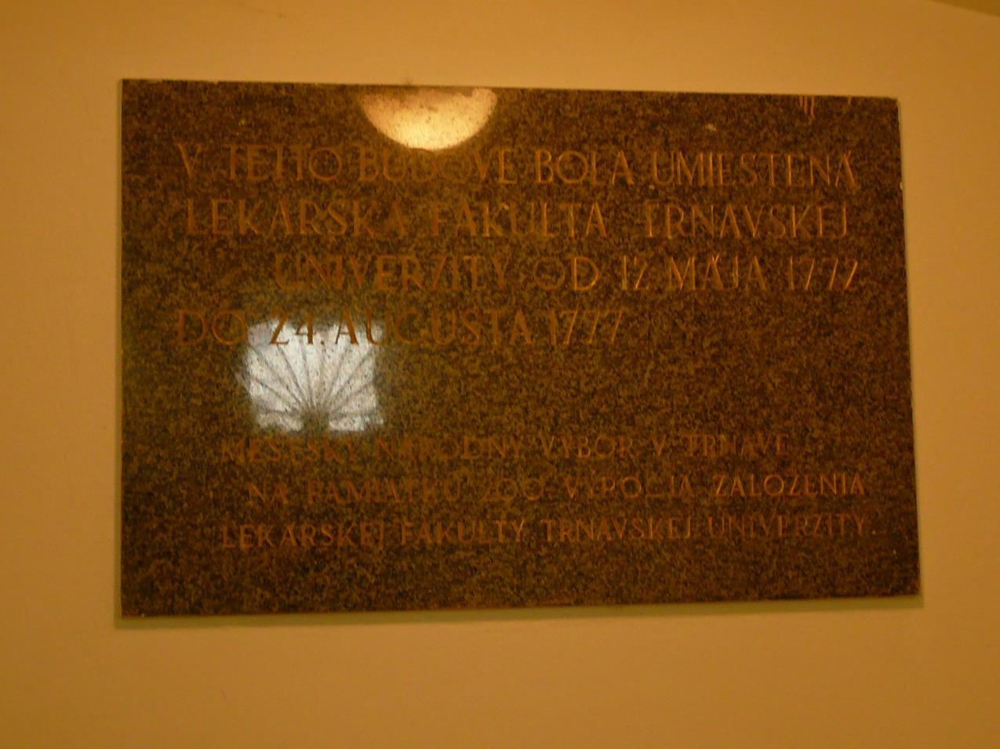 V TEJTO BUDOVE BOLA UMIESTENÁ
LEKÁRSKA FAKULTA TRNAVSKEJ
UNIVERZITY OD 12. MÁJA 1772
DO 24. AUGUSTA 1777
MESTSKÝ NÁRODNÝ VÝBOR V TRNAVE
NA PAMIATKU 200. VÝROČIA ZALOŽENIA
LEKÁRSKEJ FAKULTY TRNAVSKEJ UNIVERZITY.